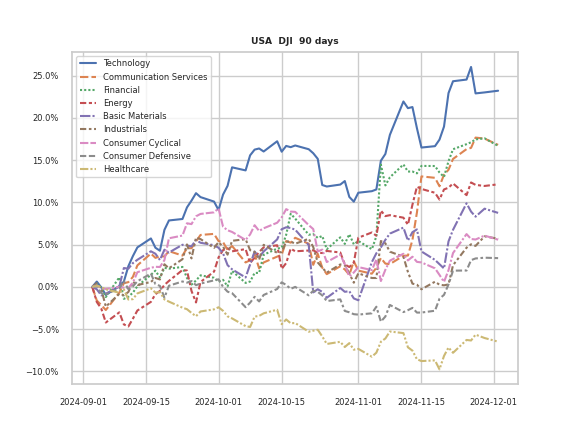 USA DJI 90 days
Technology
Communication Services
Financial
Energy
Basic Materials
Industrials
Consumer Cyclical
Consumer Defensive
Healthcare
25.0%
20.0%
15.0%
10.0%
5.0%
0.0%
−5.0%
−10.0%
2024-09-01 2024-09-15 2024-10-01 2024-10-15 2024-11-01 2024-11-15 2024-12-01